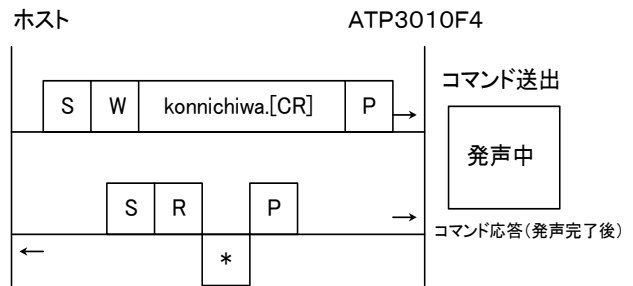 ホスト
ATP3010F4
コマンド送出
S W konnichiwa.[CR] P
発声中
S R P
コマンド応答(発声完了後)
*